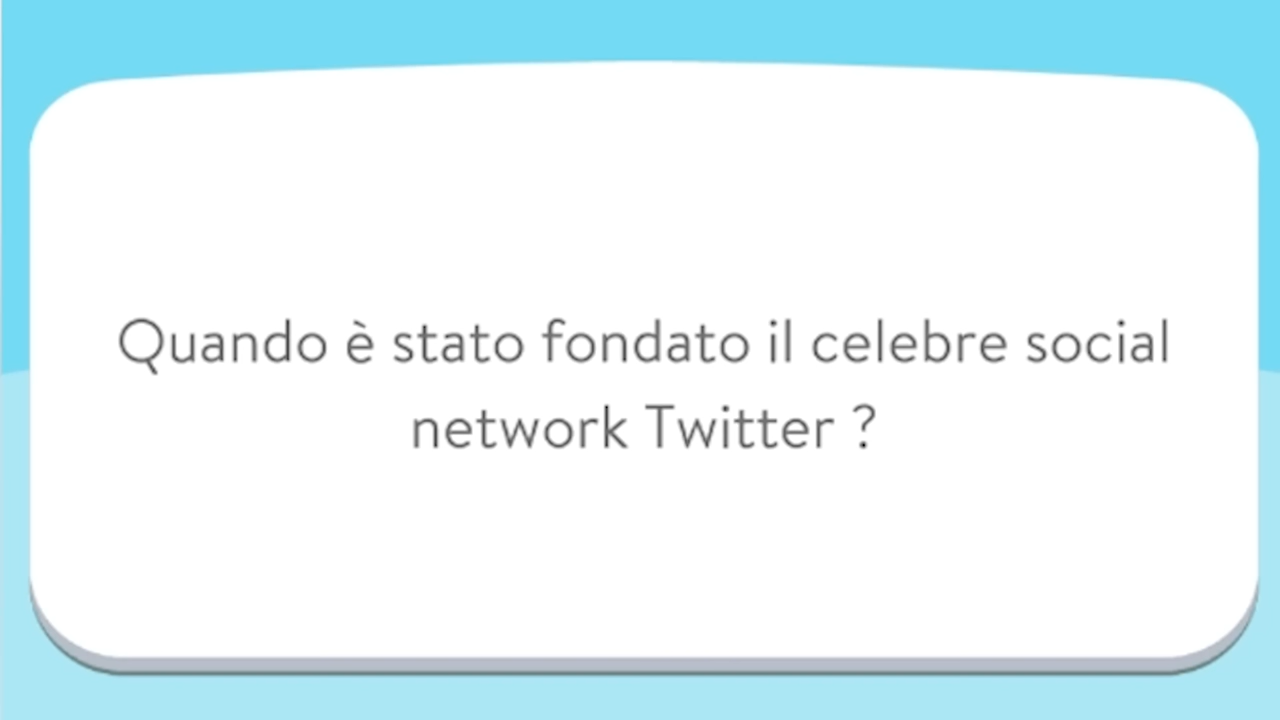 Quando è stato fondato il celebre social
network Twitter ?